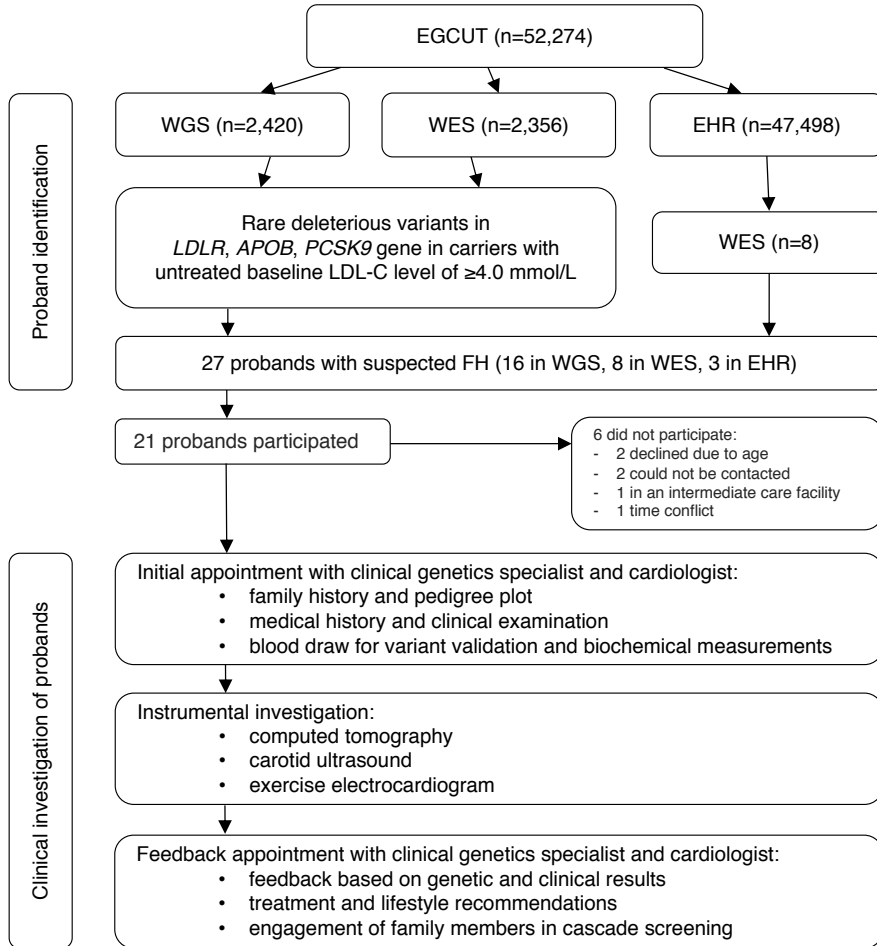 EGCUT (n=52,274)
Proband identification
WGS (n=2,420)
WES (n=2,356)
EHR (n=47,498)
Rare deleterious variants in
LDLR, APOB, PCSK9 gene in carriers with
untreated baseline LDL-C level of ≥4.0 mmol/L
WES (n=8)
27 probands with suspected FH (16 in WGS, 8 in WES, 3 in EHR)
21 probands participated
6 did not participate:
- 2 declined due to age
- 2 could not be contacted
- 1 in an intermediate care facility
- 1 time conflict
Clinical investigation of probands
Initial appointment with clinical genetics specialist and cardiologist:
• family history and pedigree plot
• medical history and clinical examination
• blood draw for variant validation and biochemical measurements
Instrumental investigation:
• computed tomography
• carotid ultrasound
• exercise electrocardiogram
Feedback appointment with clinical genetics specialist and cardiologist:
• feedback based on genetic and clinical results
• treatment and lifestyle recommendations
• engagement of family members in cascade screening